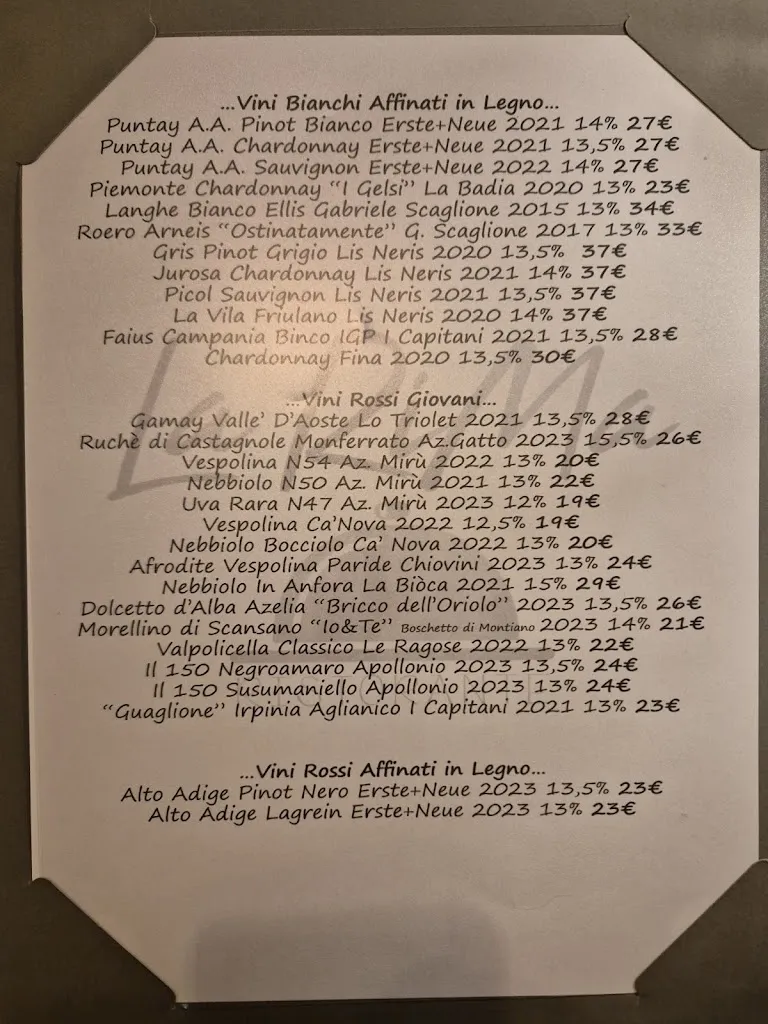 ...Vini Bianchi Affinati in Legno...
Puntay A.A. Pinot Bianco Erste+Neue 2021 14% 27€
Puntay A.A. Chardonnay Erste+Neue 2021 13,5% 27€
Puntay A.A. Sauvignon Erste+Neue 2022 14% 27€
Piemonte Chardonnay "I Gelsi" La Badia 2020 13% 23€
Langhe Bianco Ellis Gabriele Scaglione 2015 13% 34€
Roero Arneis "Ostinatamente" G. Scaglione 2017 13% 33€
Gris Pinot Grigio Lis Neris 2020 13,5% 37€
Jurosa Chardonnay Lis Neris 2021 14% 37€
Picol Sauvignon Lis Neris 2021 13,5% 37€
La Vila Friulano Lis Neris 2020 14% 37€
Faius Campania Binco IGP I Capitani 2021 13,5% 28€
Chardonnay Fina 2020 13,5% 30€
...Vini Rossi Giovani...
Gamay Valle' D'Aoste Lo Triolet 2021 13,5% 28€
Ruchè di Castagnole Monferrato Az.Gatto 2023 15,5% 26€
Vespolina N54 Az. Mirù 2022 13% 20€
Nebbiolo N50 Az. Mirù 2021 13% 22€
Uva Rara N47 Az. Mirù 2023 12% 19€
Vespolina Ca'Nova 2022 12,5% 19€
Nebbiolo Bocciolo Ca' Nova 2022 13% 20€
Afrodite Vespolina Paride Chiovini 2023 13% 24€
Nebbiolo In Anfora La Biòca 2021 15% 29€
Dolcetto d'Alba Azelia "Bricco dell'Oriolo" 2023 13,5% 26€
Morellino di Scansano "Io&Te" Boschetto di Montiano 2023 14% 21€
Valpolicella Classico Le Ragose 2022 13% 22€
Il 150 Negroamaro Apollonio 2023 13,5% 24€
Il 150 Susumaniello Apollonio 2023 13% 24€
"Guaglione" Irpinia Aglianico I Capitani 2021 13% 23€
...Vini Rossi Affinati in Legno...
Alto Adige Pinot Nero Erste+Neue 2023 13,5% 23€
Alto Adige Lagrein Erste+Neue 2023 13% 23€